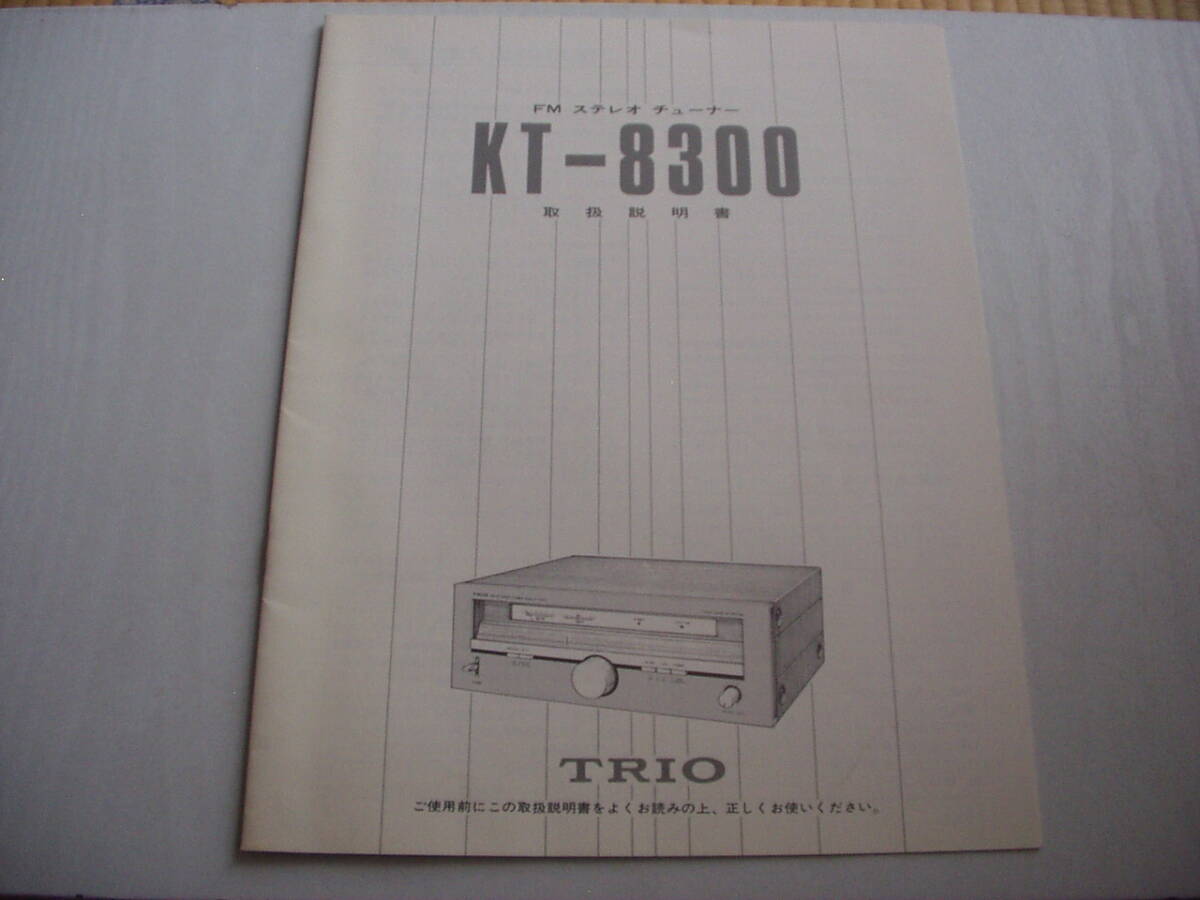 FM ステレオ チューナー
KT-8300
取扱説明書
TRIO
ご使用前にこの取扱説明書をよくお読みの上、正しくお使いください。